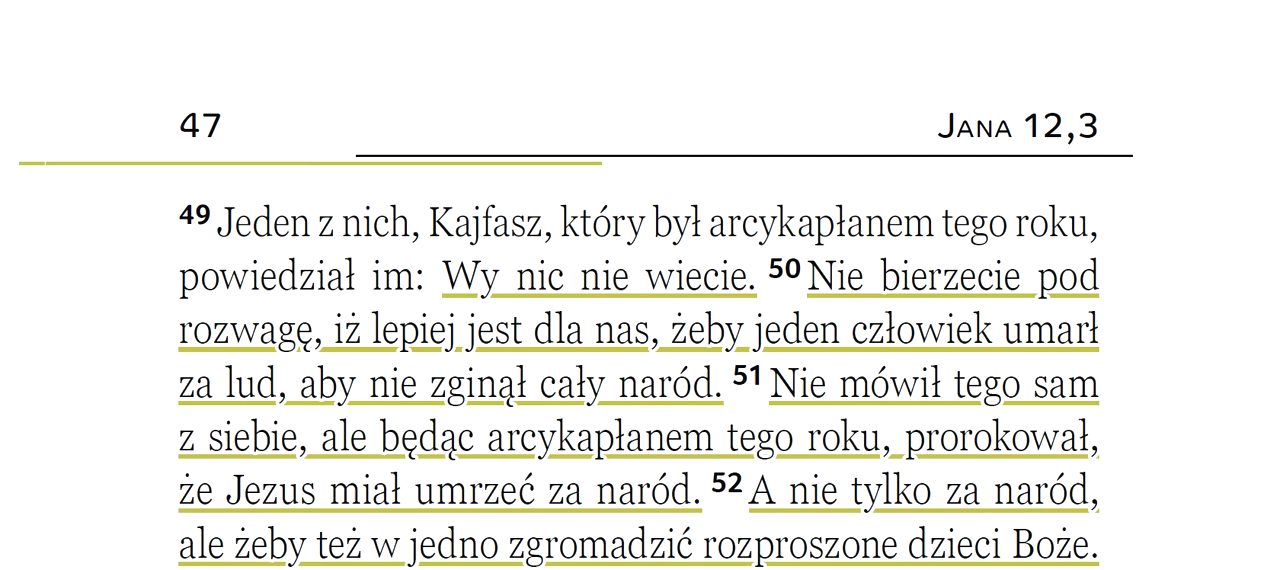 47 Jana 12,3
49 Jeden z nich, Kajfasz, który był arcykapłanem tego roku,
powiedział im: Wy nic nie wiecie. 50 Nie bierzecie pod
rozwagę, iż lepiej jest dla nas, żeby jeden człowiek umarł
za lud, aby nie zginął cały naród. 51 Nie mówił tego sam
z siebie, ale będąc arcykapłanem tego roku, prorokował,
że Jezus miał umrzeć za naród. 52 A nie tylko za naród,
ale żeby też w jedno zgromadzić rozproszone dzieci Boże.